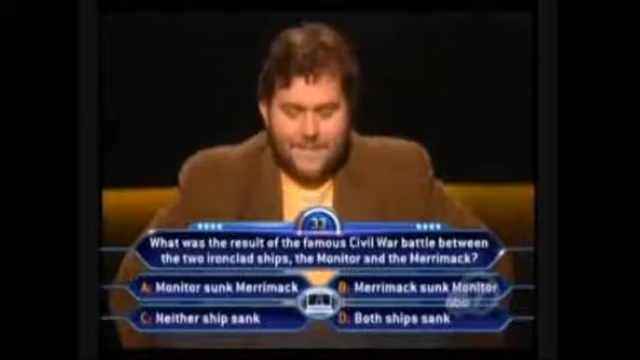 33
What was the result of the famous Civil War battle between
the two ironclad ships, the Monitor and the Merrimack?
A: Monitor sunk Merrimack
B: Merrimack sunk Monitor
C: Neither ship sank
D: Both ships sank
abc